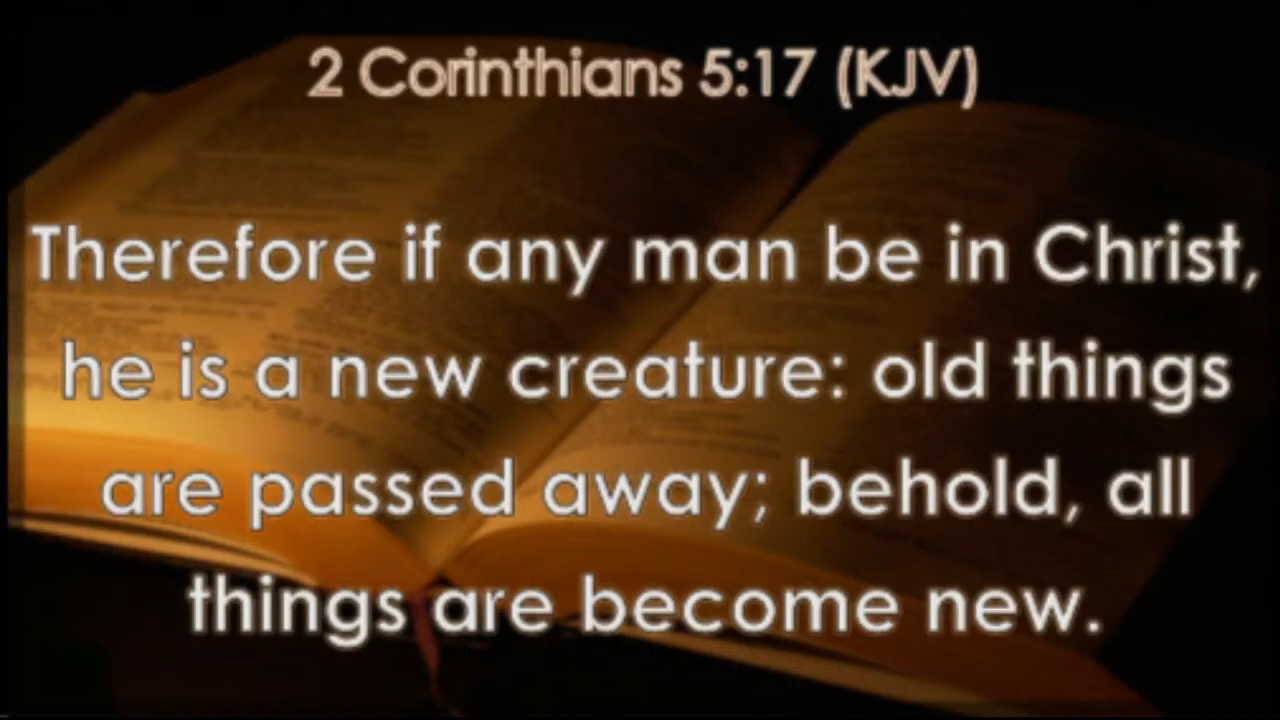 2 Corinthians 5:17 (KJV)
Therefore if any man be in Christ,
he is a new creature: old things
are passed away; behold, all
things are become new.